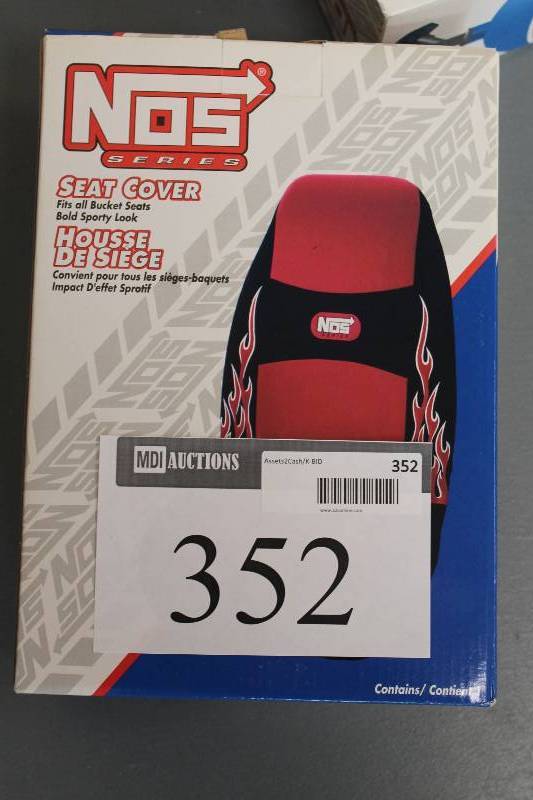 NOS®
SERIES
SEAT COVER
Fits all Bucket Seats
Bold Sporty Look
HOUSSE
DE SIÈGE
Convient pour tous les sièges-baquets
Impact D'effet Sprotif
NOS
SERIES
MDI AUCTIONS
Assets2Cash/K-BID
352
352
Contains/